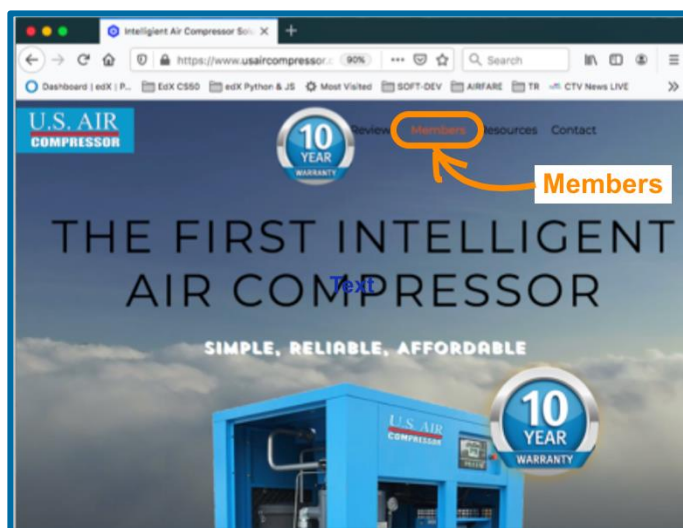 Intelligient Air Compressor Solu
https://www.usaircompressor.c 90% Search
Dashboard | edX | P... EdX CS50 edX Python & JS Most Visited SOFT-DEV AIRFARE TR CTV News LIVE
U.S. AIR
COMPRESSOR
10
YEAR
WARRANTY
Review Members Resources Contact
Members
THE FIRST INTELLIGENT
AIR COMPRESSOR
Text
SIMPLE, RELIABLE, AFFORDABLE
U.S. AIR
COMPRESSOR
10
YEAR
WARRANTY